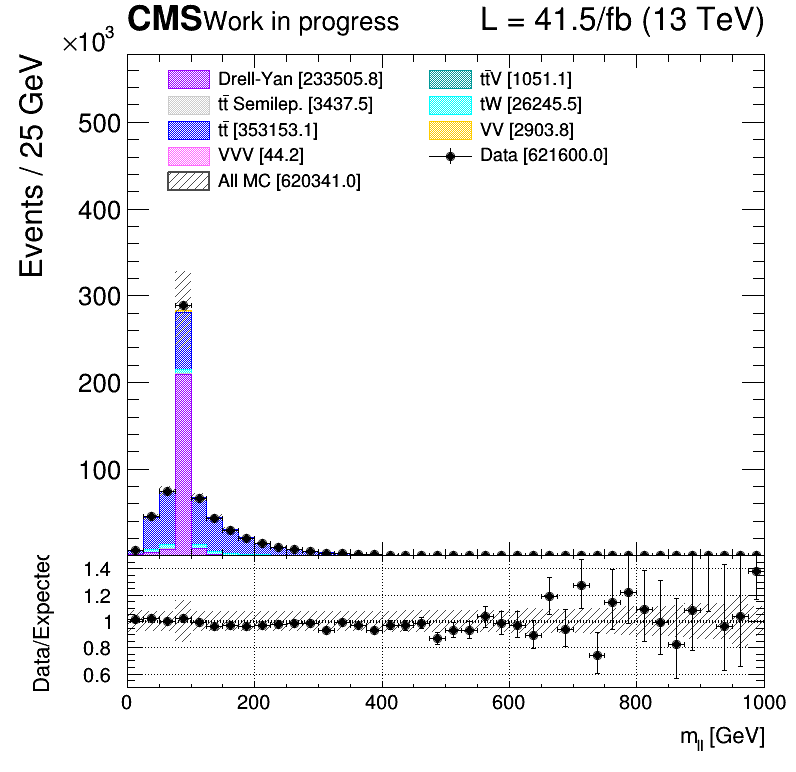 CMS Work in progress L = 41.5/fb (13 TeV)
×10³
Events / 25 GeV
Drell-Yan [233505.8]
tt̄ Semilep. [3437.5]
tt̄ [353153.1]
VVV [44.2]
All MC [620341.0]
tt̄V [1051.1]
tW [26245.5]
VV [2903.8]
Data [621600.0]
500
400
300
200
100
Data/Expected
1.4
1.2
1
0.8
0.6
0 200 400 600 800 1000
m_ll [GeV]